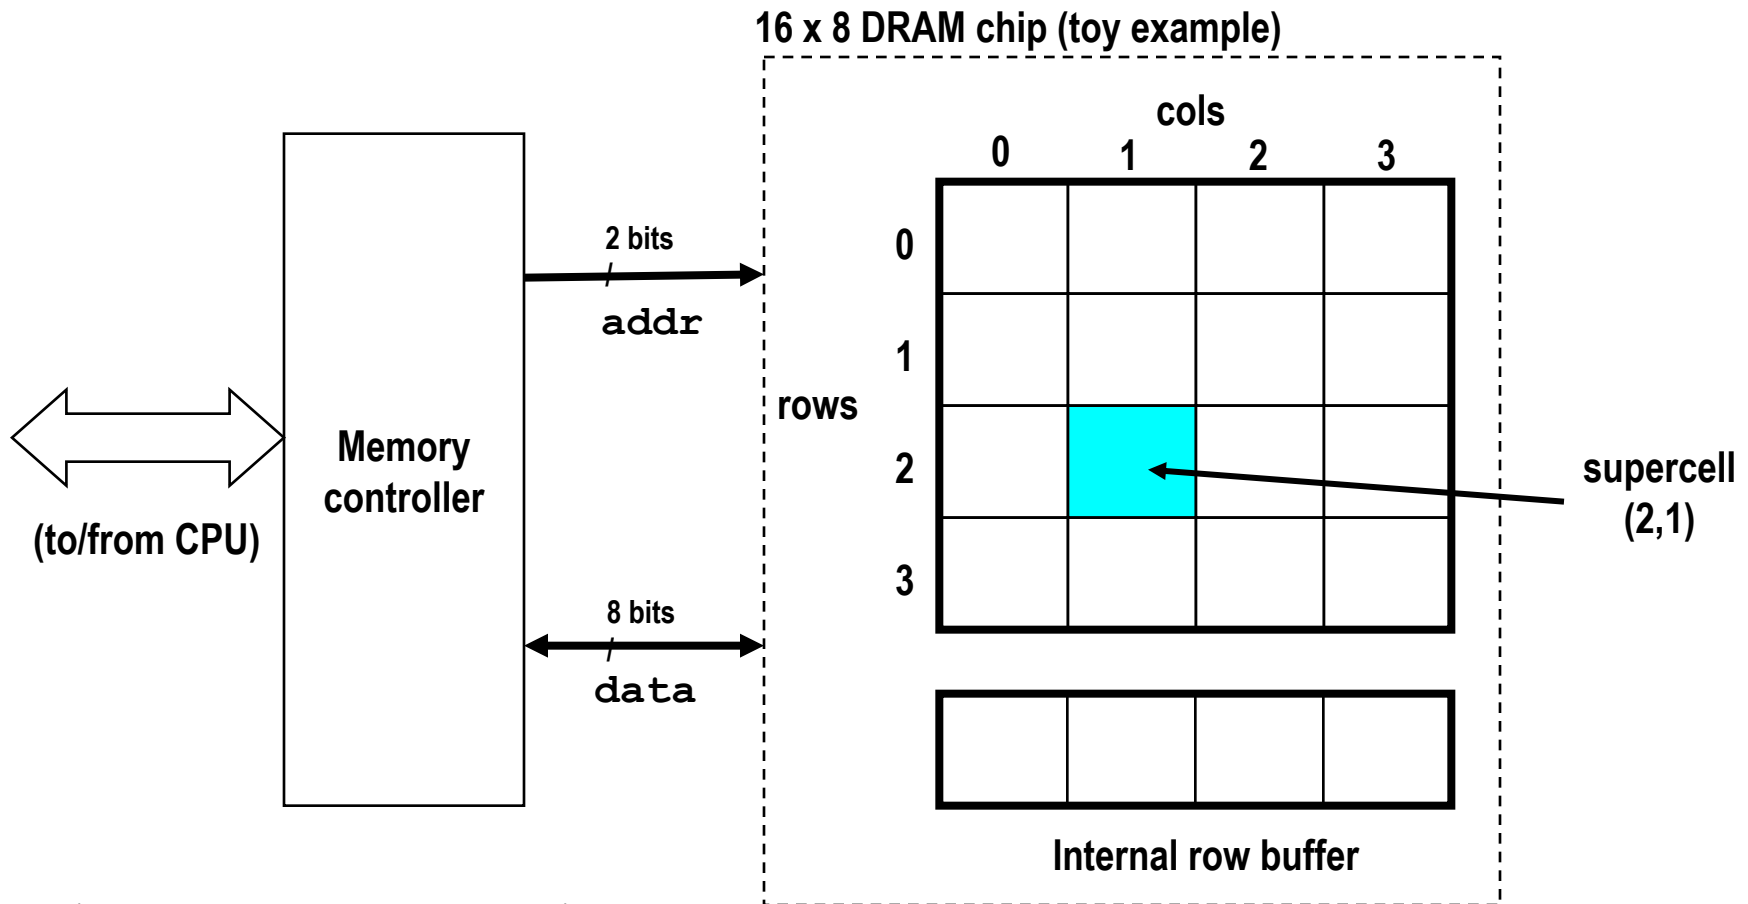 16 x 8 DRAM chip (toy example)
cols
0 1 2 3
2 bits
addr
0
1
rows
2
3
Memory
controller
(to/from CPU)
supercell
(2,1)
8 bits
data
Internal row buffer